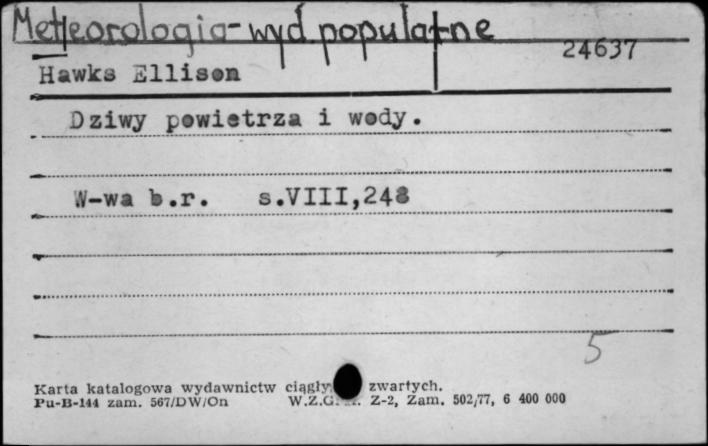 Meteorologia-wyd. popularne
24637
Hawks Ellison
Dziwy powietrza i wody.
W-wa b.r. s.VIII,248
5
Karta katalogowa wydawnictw zwartych.
Pu-B-144 zam. 567/DW/On Z-2, Zam. 502/77, 6 400 000